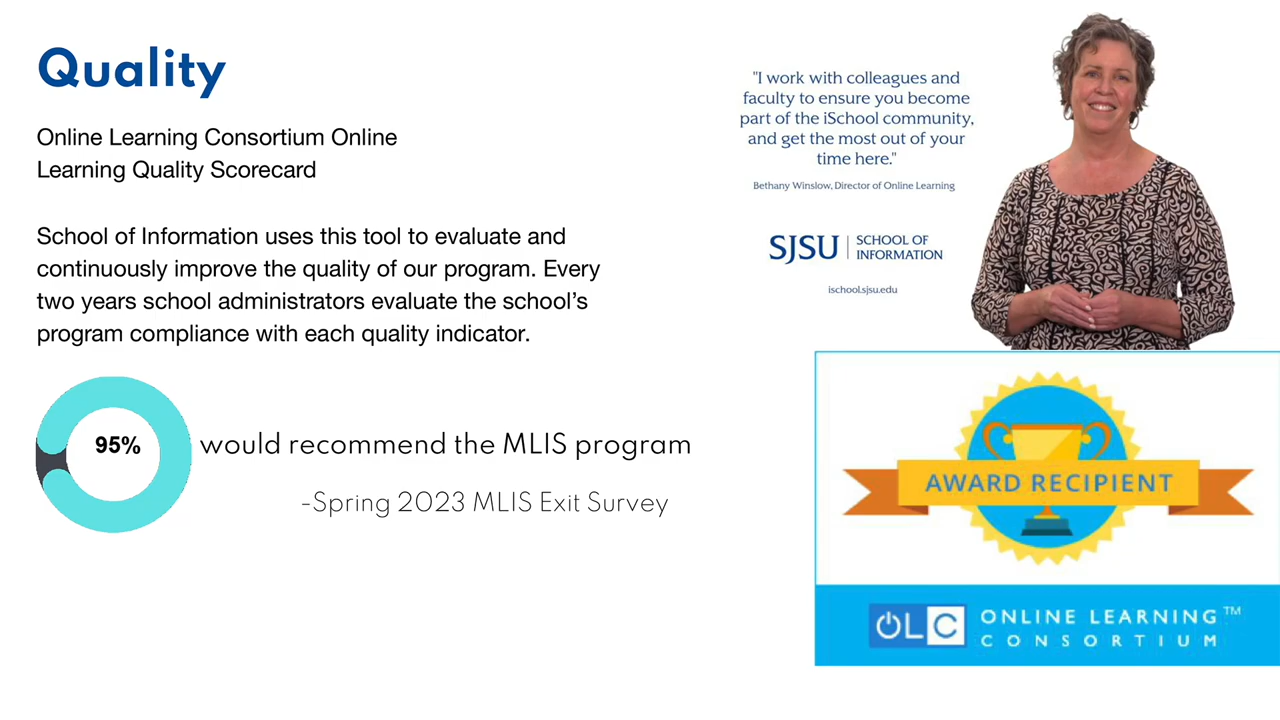 Quality
Online Learning Consortium Online
Learning Quality Scorecard
School of Information uses this tool to evaluate and
continuously improve the quality of our program. Every
two years school administrators evaluate the school’s
program compliance with each quality indicator.
95%
would recommend the MLIS program
-Spring 2023 MLIS Exit Survey
"I work with colleagues and
faculty to ensure you become
part of the iSchool community,
and get the most out of your
time here."
Bethany Winslow, Director of Online Learning
SJSU | SCHOOL OF
INFORMATION
ischool.sjsu.edu
AWARD RECIPIENT
OLC ONLINE LEARNING™
CONSORTIUM